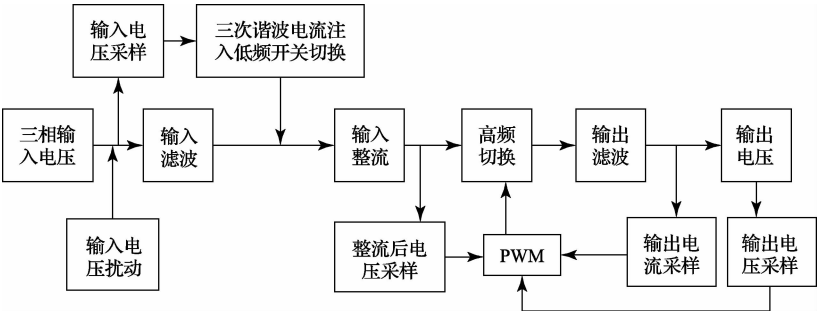 输入电
压采样
三次谐波电流注
入低频开关切换
三相输
入电压
输入
滤波
输入
整流
高频
切换
输出
滤波
输出
电压
输入电
压扰动
整流后电
压采样
PWM
输出电
流采样
输出电
压采样